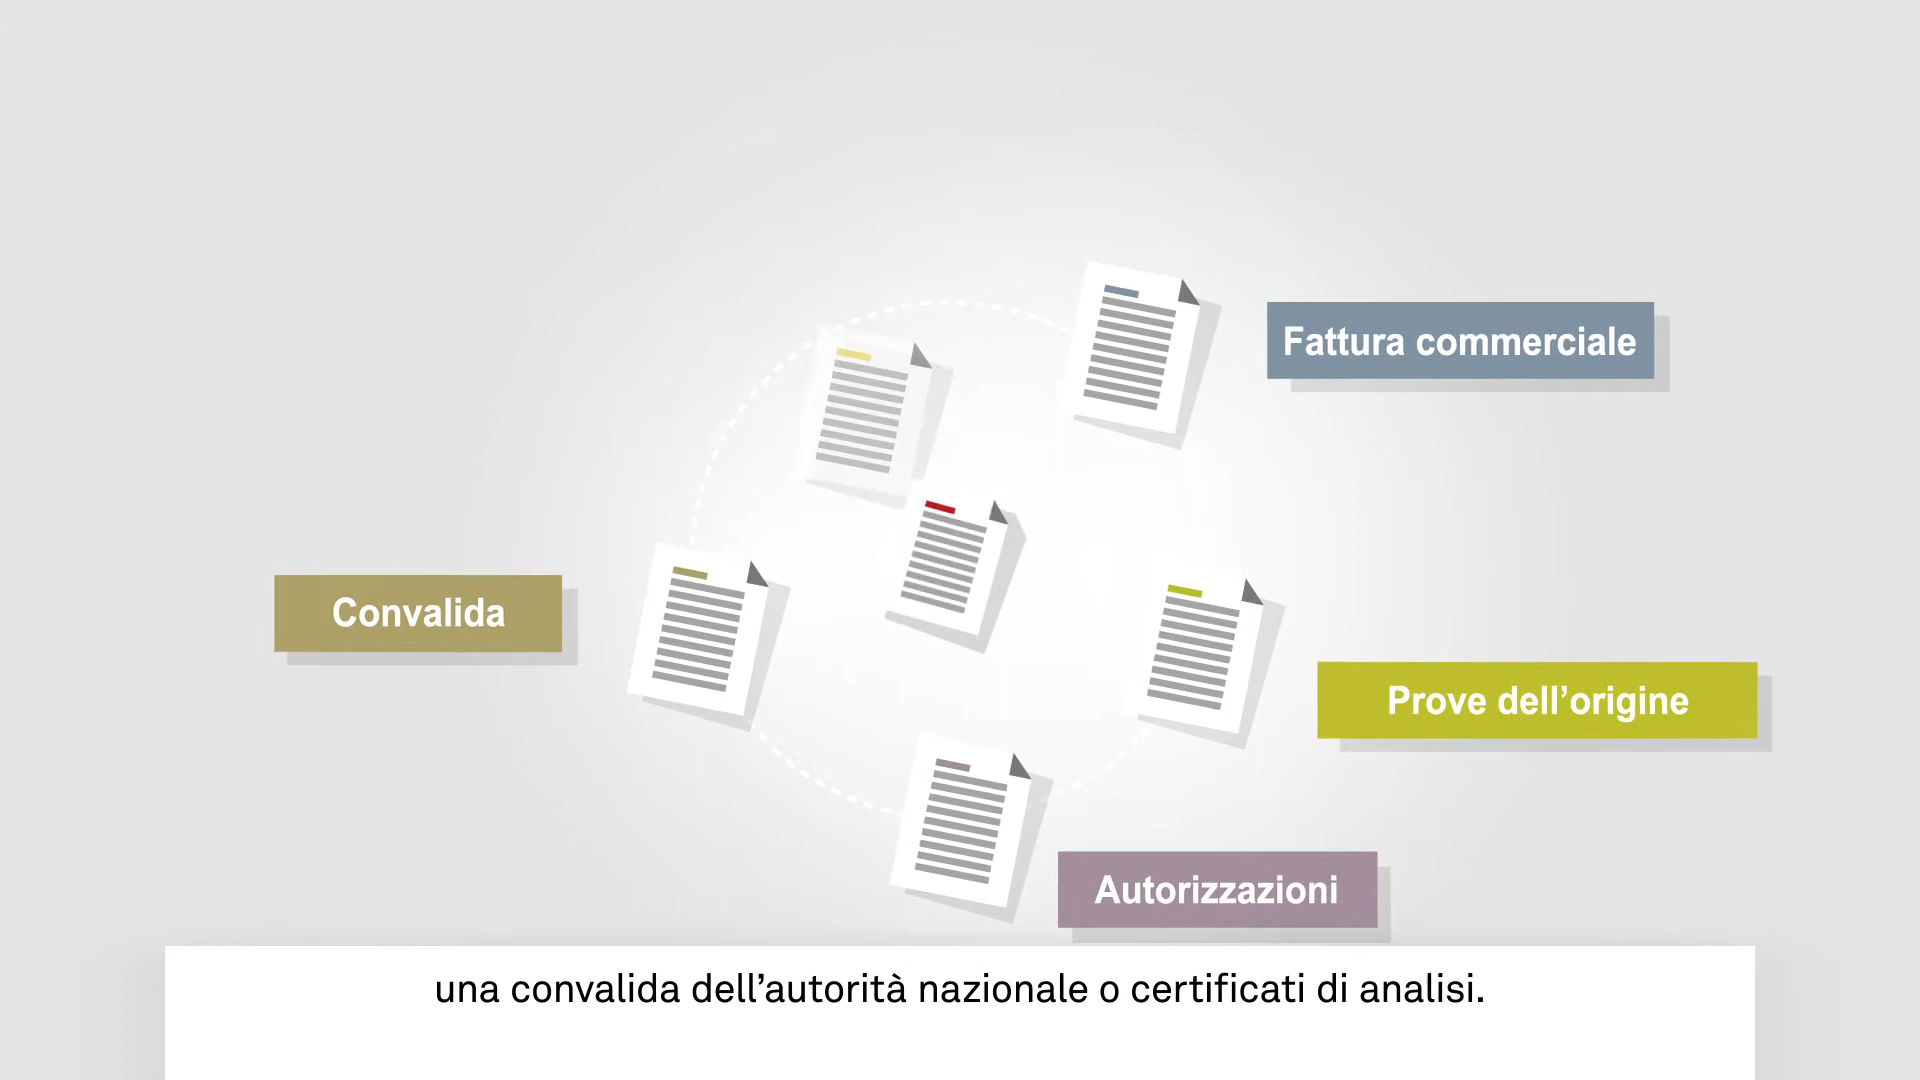 Fattura commerciale
Convalida
Prove dell’origine
Autorizzazioni
una convalida dell’autorità nazionale o certificati di analisi.